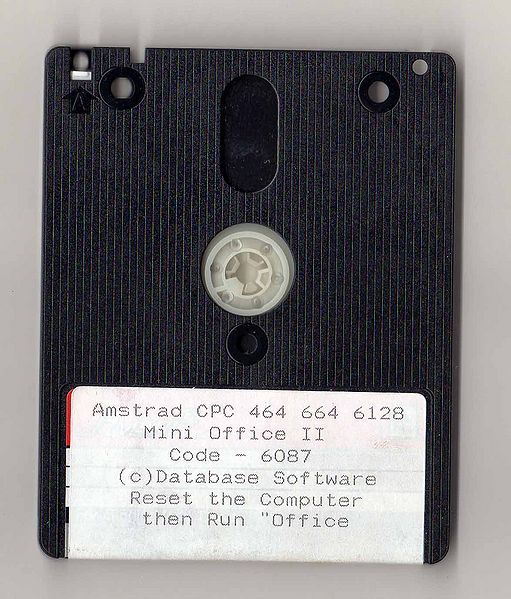 A
Amstrad CPC 464 664 6128
Mini Office II
Code - 6087
(c)Database Software
Reset the Computer
then Run "Office